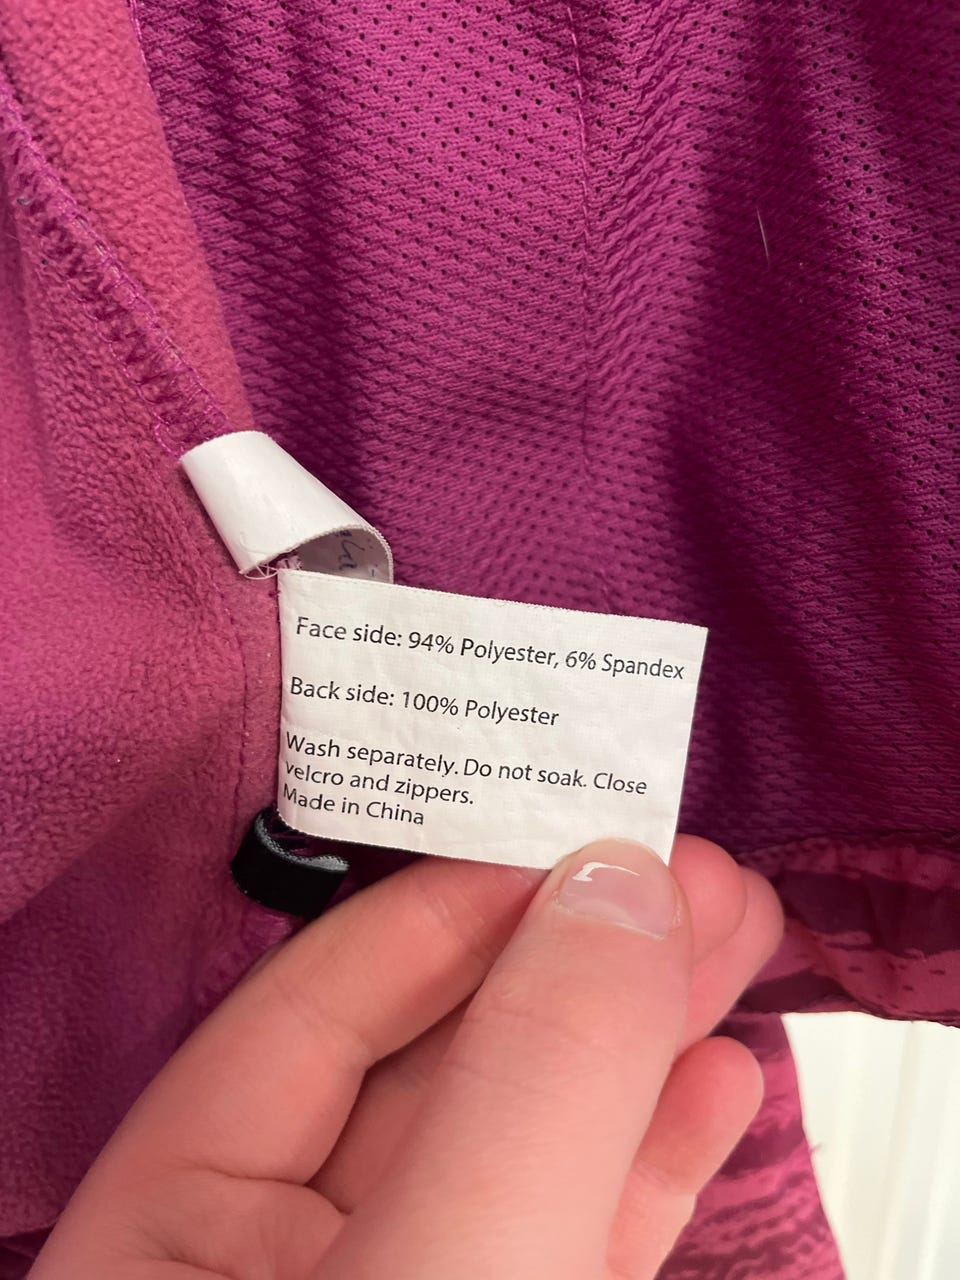 Face side: 94% Polyester, 6% Spandex
Back side: 100% Polyester
Wash separately. Do not soak. Close
velcro and zippers.
Made in China